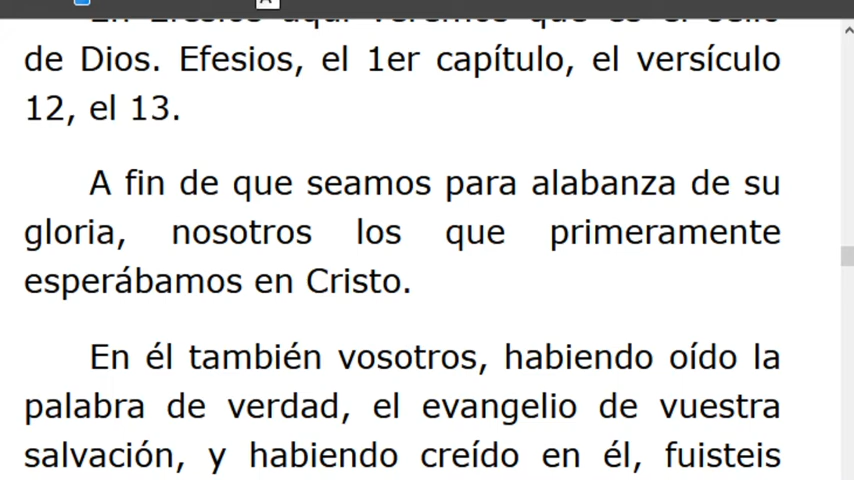 de Dios. Efesios, el 1er capítulo, el versículo
12, el 13.
A fin de que seamos para alabanza de su
gloria, nosotros los que primeramente
esperábamos en Cristo.
En él también vosotros, habiendo oído la
palabra de verdad, el evangelio de vuestra
salvación, y habiendo creído en él, fuisteis